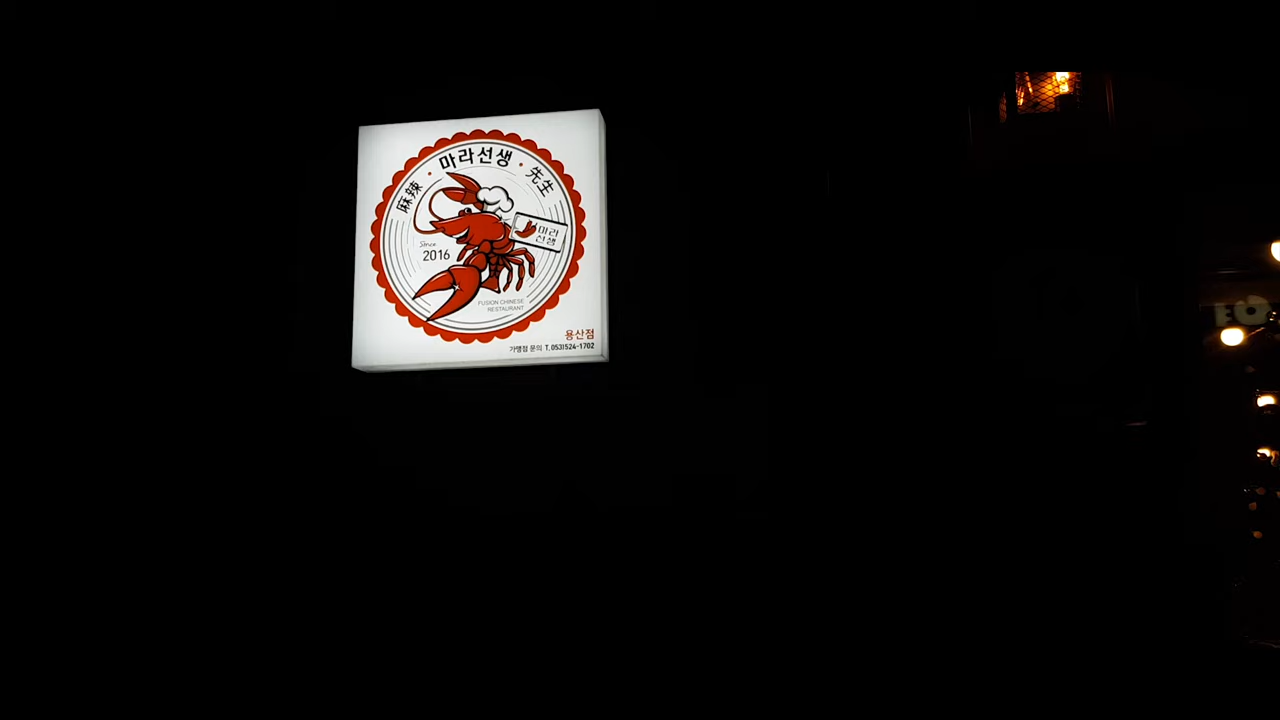 麻辣 · 마라선생 · 先生
마라
선생
Since
2016
FUSION CHINESE
RESTAURANT
용산점
가맹점 문의 T. 053)524-1702